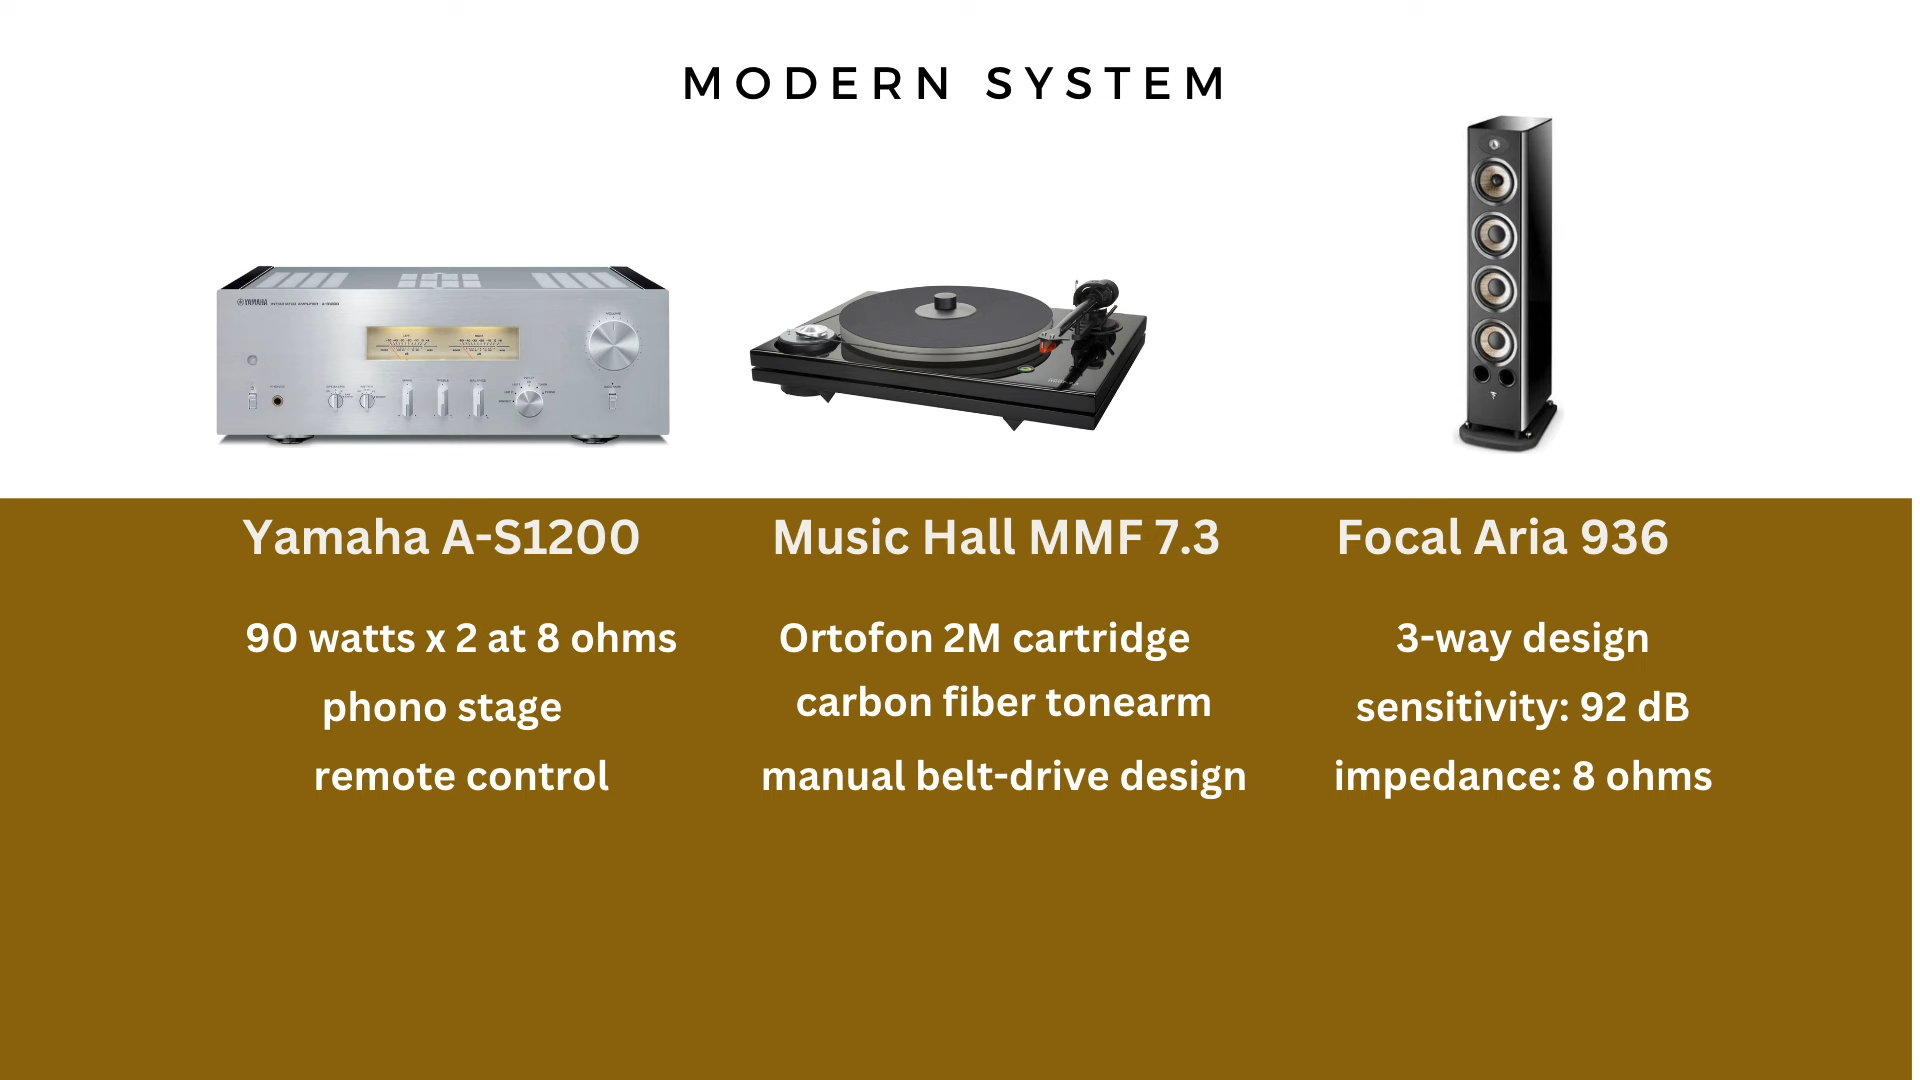 MODERN SYSTEM
YAMAHA
Yamaha A-S1200
90 watts x 2 at 8 ohms
phono stage
remote control
Music Hall MMF 7.3
Ortofon 2M cartridge
carbon fiber tonearm
manual belt-drive design
Focal Aria 936
3-way design
sensitivity: 92 dB
impedance: 8 ohms